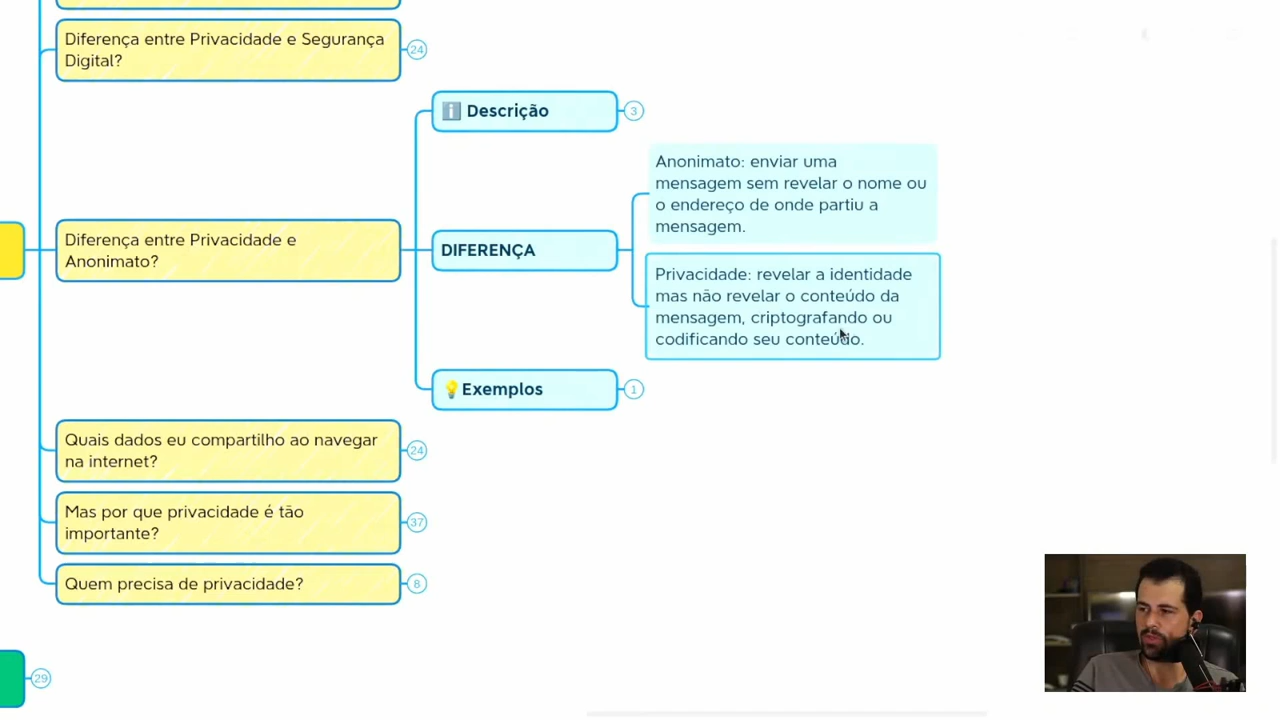 Diferença entre Privacidade e Segurança
Digital?
24
ℹ️ Descrição
3
Anonimato: enviar uma
mensagem sem revelar o nome ou
o endereço de onde partiu a
mensagem.
Diferença entre Privacidade e
Anonimato?
DIFERENÇA
Privacidade: revelar a identidade
mas não revelar o conteúdo da
mensagem, criptografando ou
codificando seu conteúdo.
💡Exemplos
1
Quais dados eu compartilho ao navegar
na internet?
24
Mas por que privacidade é tão
importante?
37
Quem precisa de privacidade?
8
29